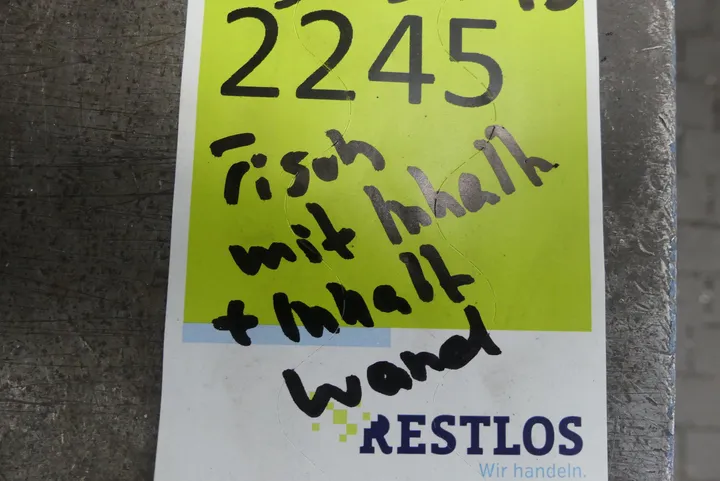 2245
Tisch
mit Inhalt
+ Inhalt
Wand
RESTLOS
Wir handeln.